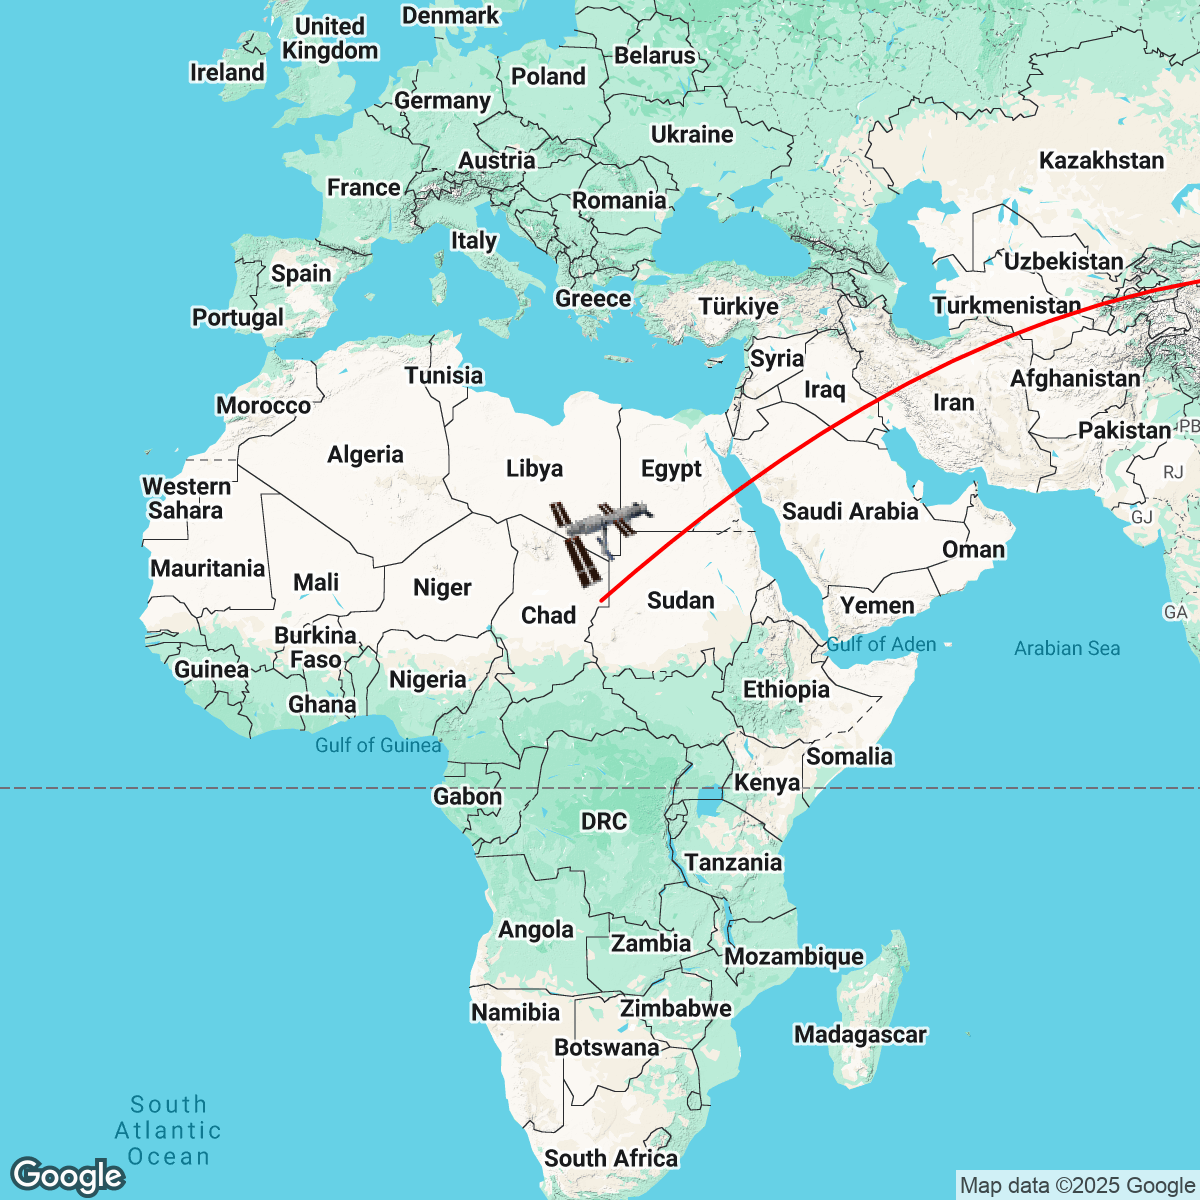 Denmark
United
Kingdom
Belarus
Ireland
Poland
Germany
Ukraine
Austria
Kazakhstan
France
Romania
Italy
Uzbekistan
Spain
Greece
Türkiye
Turkmenistan
Portugal
Syria
Tunisia
Afghanistan
Iraq
Iran
Morocco
Pakistan
PB
Algeria
Libya
Egypt
RJ
Western
Sahara
Saudi Arabia
GJ
Oman
Mauritania
Mali
Niger
Chad
Sudan
Yemen
GA
Burkina
Faso
Gulf of Aden
Arabian Sea
Guinea
Nigeria
Ethiopia
Ghana
Gulf of Guinea
Somalia
Kenya
Gabon
DRC
Tanzania
Angola
Zambia
Mozambique
Namibia
Zimbabwe
Madagascar
Botswana
South
Atlantic
Ocean
South Africa
Google
Map data ©2025 Google